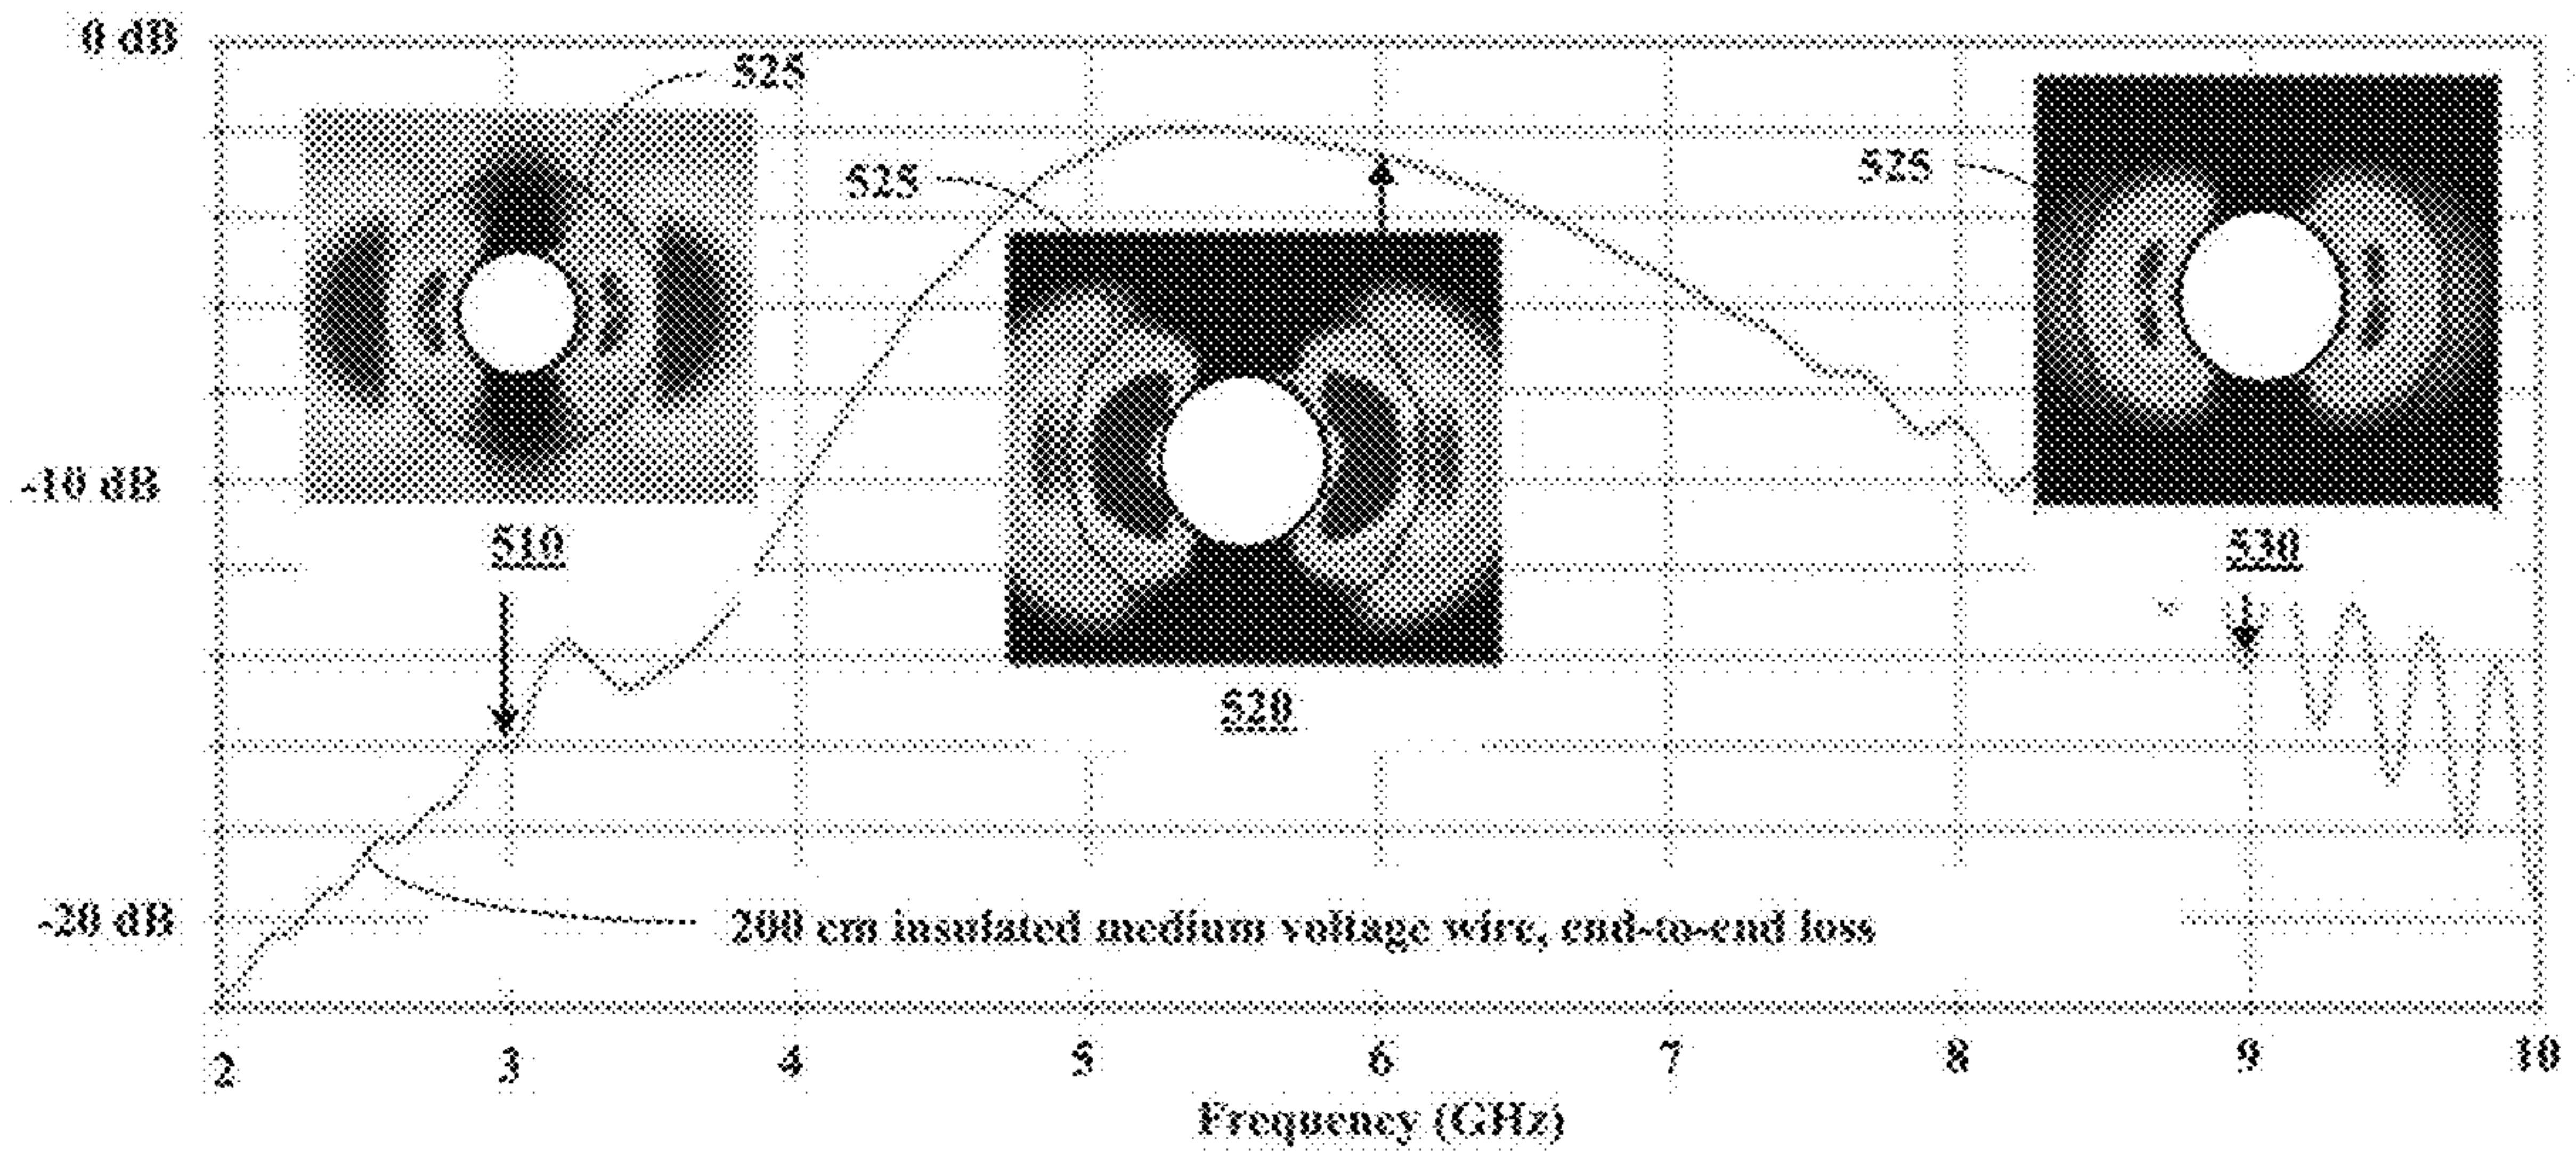 0 dB
525
525
525
-10 dB
510
530
520
-20 dB
200 cm insulated medium voltage wire, end-to-end loss
2 3 4 5 6 7 8 9 10
Frequency (GHz)